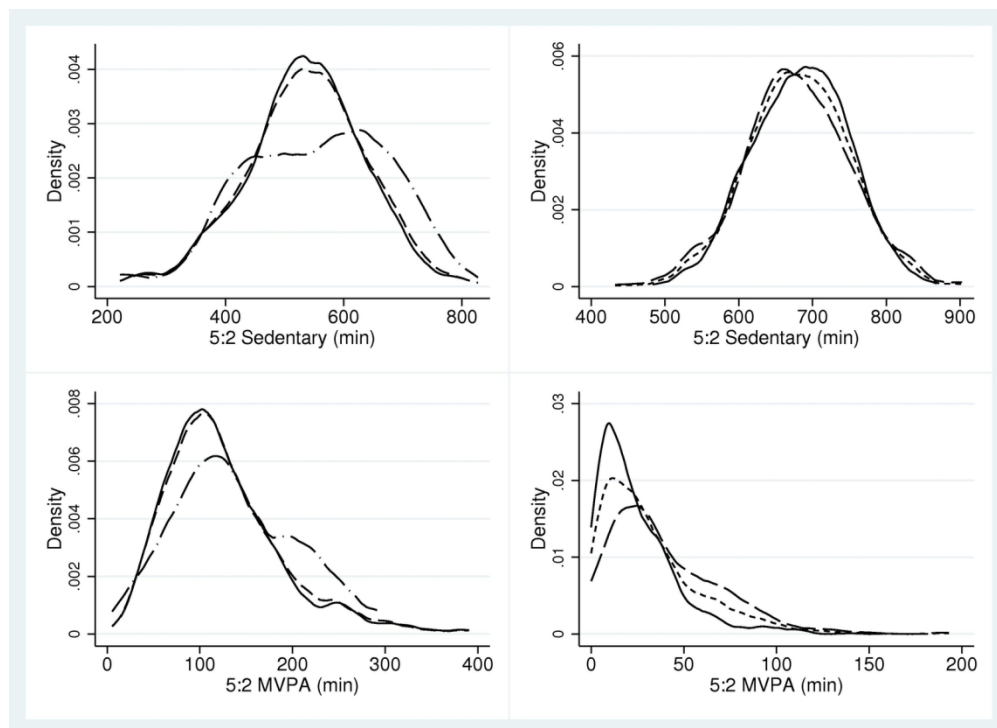 .004
.003
.002
.001
0
Density
200 400 600 800
5:2 Sedentary (min)
.006
.004
.002
0
Density
400 500 600 700 800 900
5:2 Sedentary (min)
.008
.006
.004
.002
0
Density
0 100 200 300 400
5:2 MVPA (min)
.03
.02
.01
0
Density
0 50 100 150 200
5:2 MVPA (min)